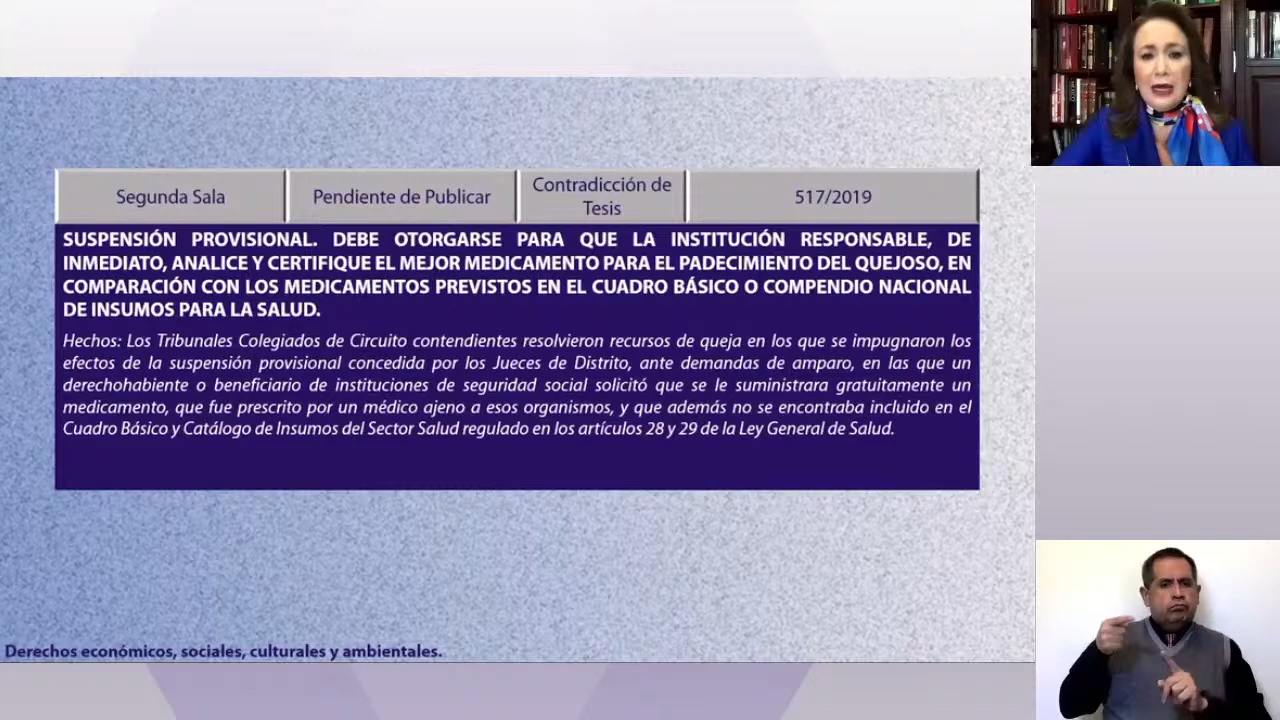 Segunda Sala
Pendiente de Publicar
Contradicción de
Tesis
517/2019
SUSPENSIÓN PROVISIONAL. DEBE OTORGARSE PARA QUE LA INSTITUCIÓN RESPONSABLE, DE
INMEDIATO, ANALICE Y CERTIFIQUE EL MEJOR MEDICAMENTO PARA EL PADECIMIENTO DEL QUEJOSO, EN
COMPARACIÓN CON LOS MEDICAMENTOS PREVISTOS EN EL CUADRO BÁSICO O COMPENDIO NACIONAL
DE INSUMOS PARA LA SALUD.
Hechos: Los Tribunales Colegiados de Circuito contendientes resolvieron recursos de queja en los que se impugnaron los
efectos de la suspensión provisional concedida por los Jueces de Distrito, ante demandas de amparo, en las que un
derechohabiente o beneficiario de instituciones de seguridad social solicitó que se le suministrara gratuitamente un
medicamento, que fue prescrito por un médico ajeno a esos organismos, y que además no se encontraba incluido en el
Cuadro Básico y Catálogo de Insumos del Sector Salud regulado en los artículos 28 y 29 de la Ley General de Salud.
Derechos económicos, sociales, culturales y ambientales.